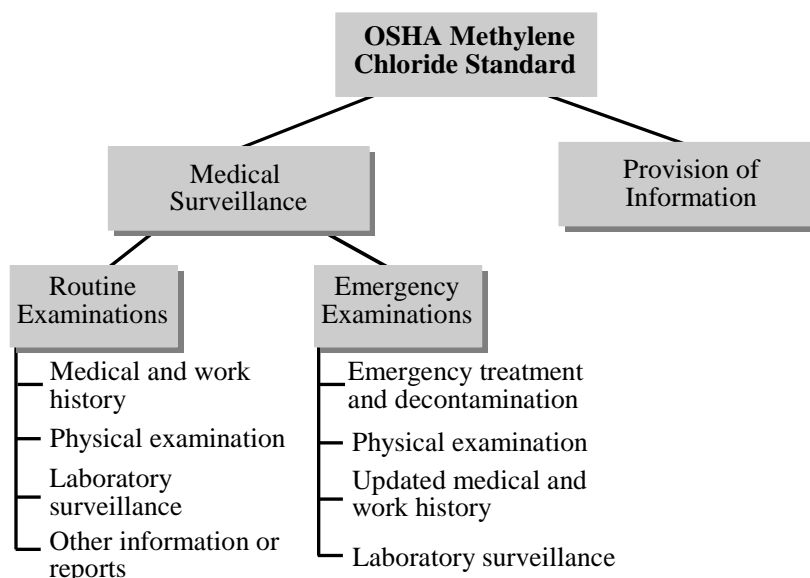 OSHA Methylene
Chloride Standard
Medical
Surveillance
Provision of
Information
Routine
Examinations
Medical and work
history
Physical examination
Laboratory
surveillance
Other information or
reports
Emergency
Examinations
Emergency treatment
and decontamination
Physical examination
Updated medical and
work history
Laboratory surveillance